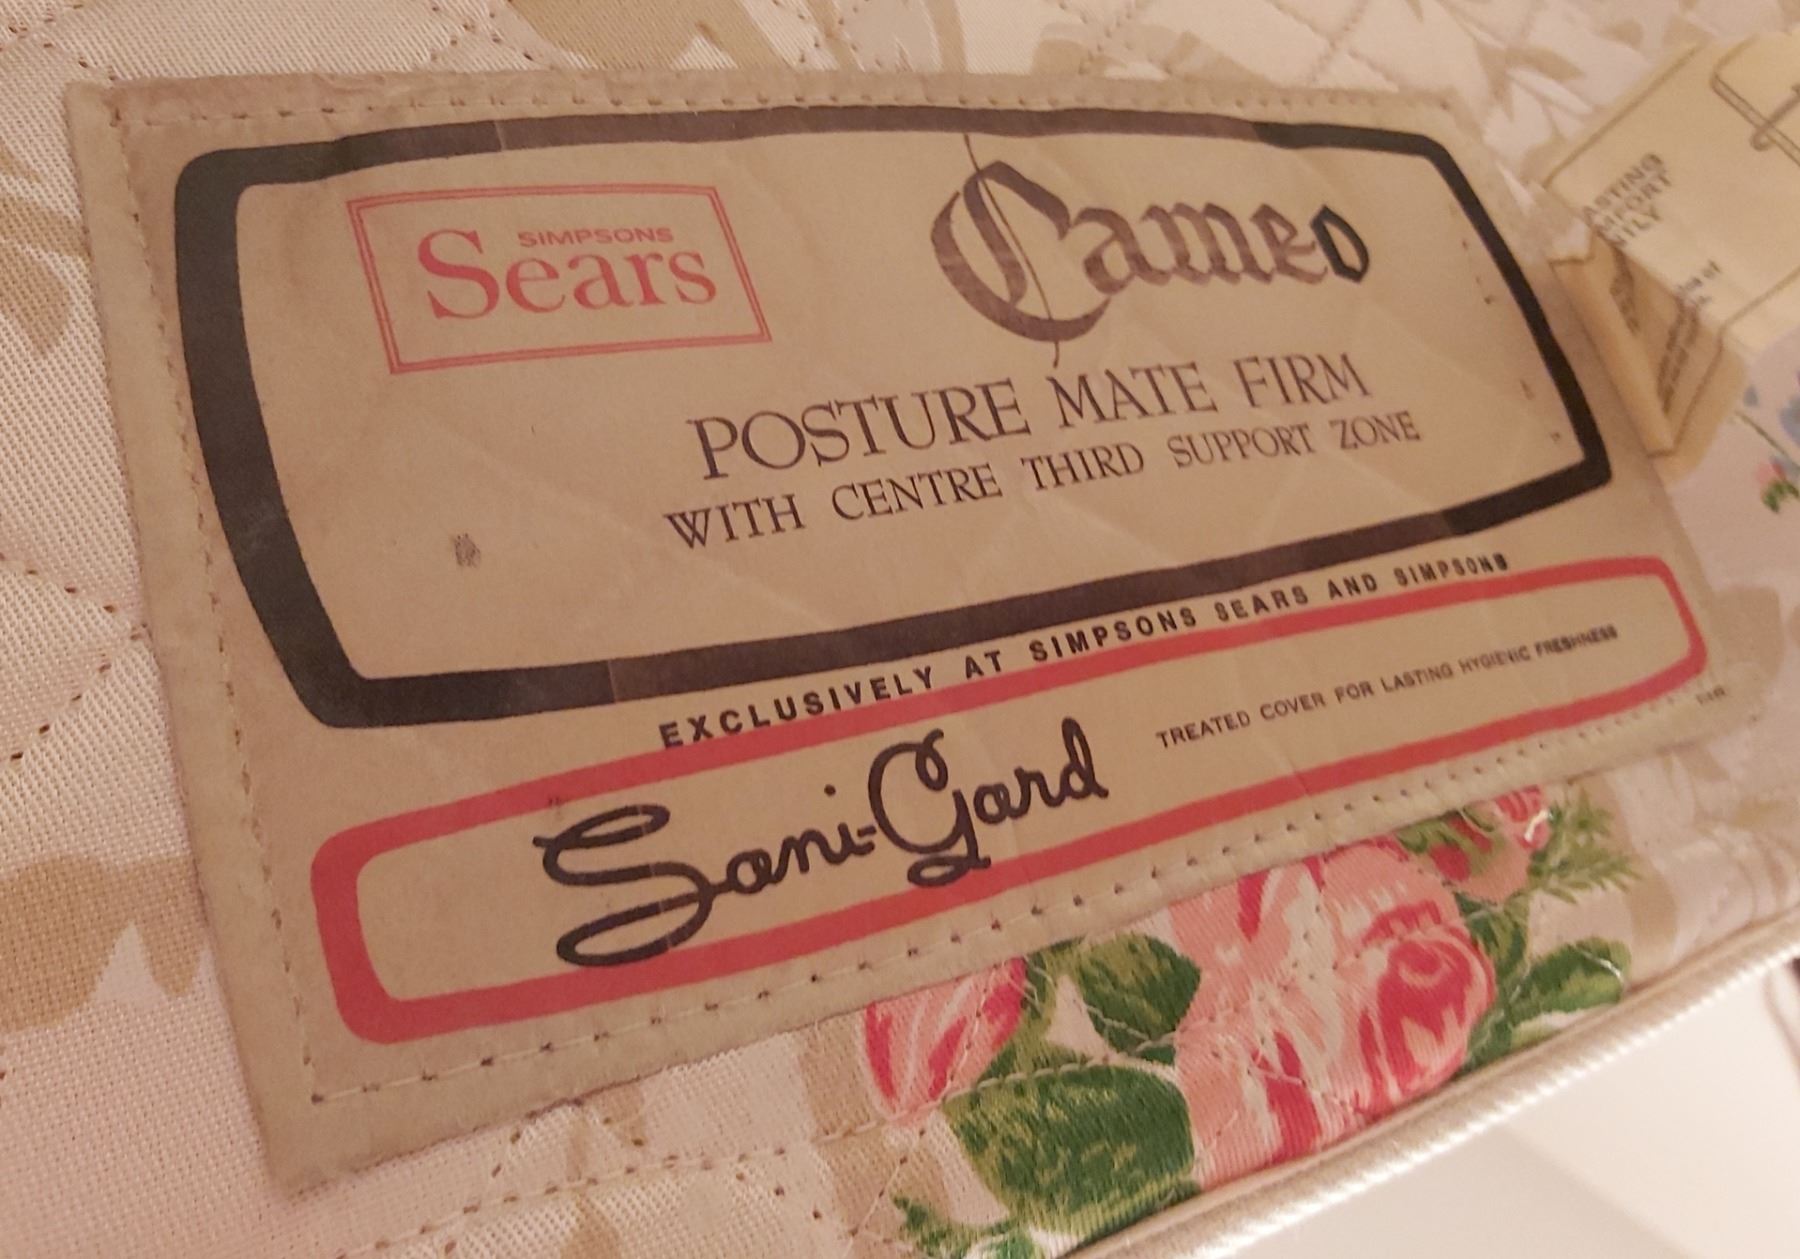 SIMPSONS
Sears
Cameo
POSTURE MATE FIRM
WITH CENTRE THIRD SUPPORT ZONE
EXCLUSIVELY AT SIMPSONS SEARS AND SIMPSONS
Sani-Gard
TREATED COVER FOR LASTING HYGIENIC FRESHNESS